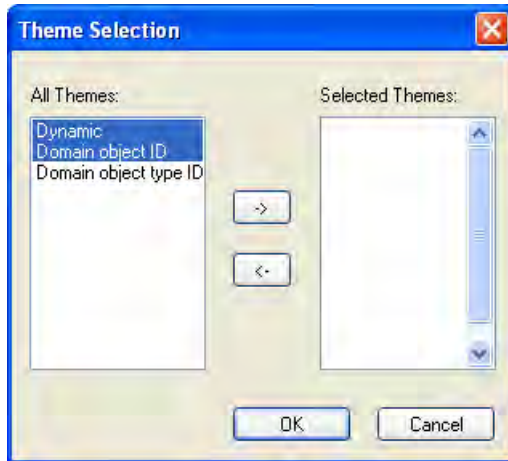 Theme Selection
All Themes:
Selected Themes:
Dynamic
Domain object ID
Domain object type ID
->
<-
OK
Cancel